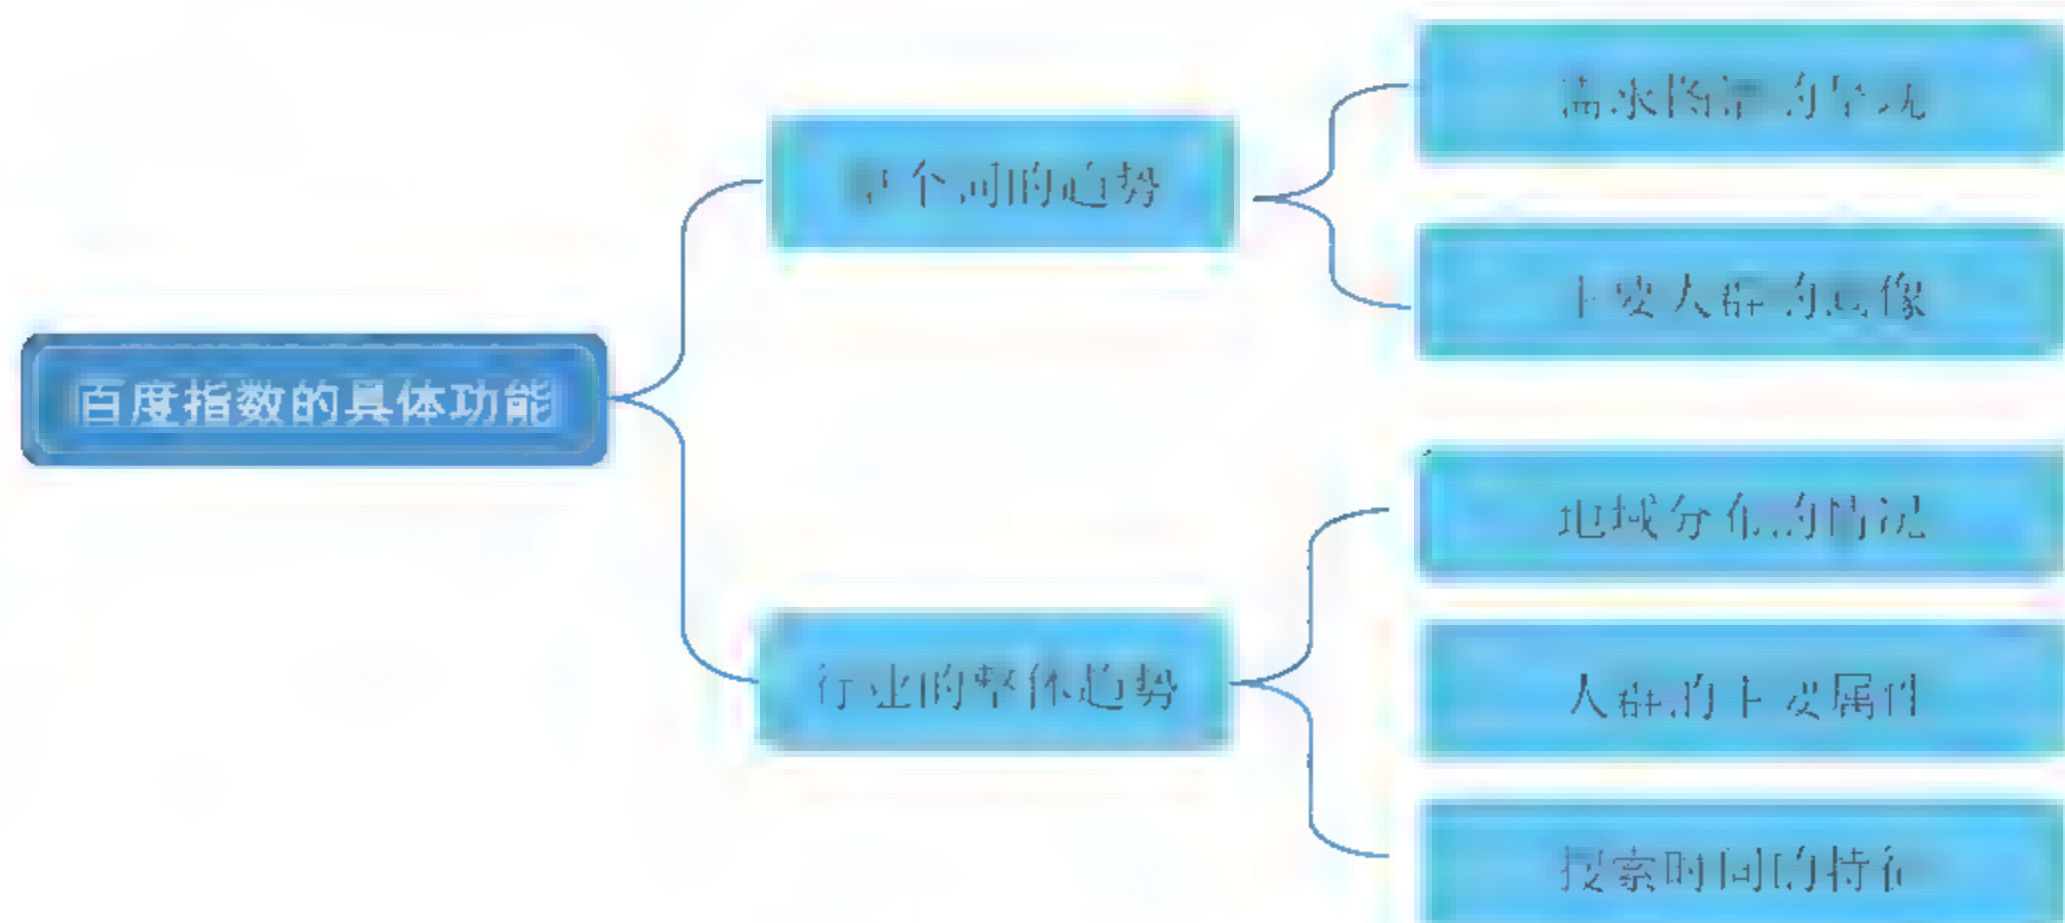 百度指数的具体功能
单个词的趋势
需求图谱的呈现
主要人群的画像
行业的整体趋势
地域分布的情况
人群的主要属性
搜索时间的特征